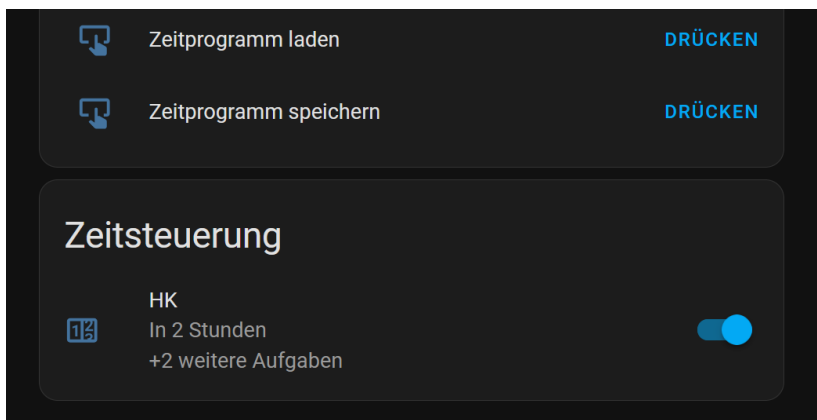 Zeitprogramm laden DRÜCKEN
Zeitprogramm speichern DRÜCKEN
Zeitsteuerung
HK
In 2 Stunden
+2 weitere Aufgaben